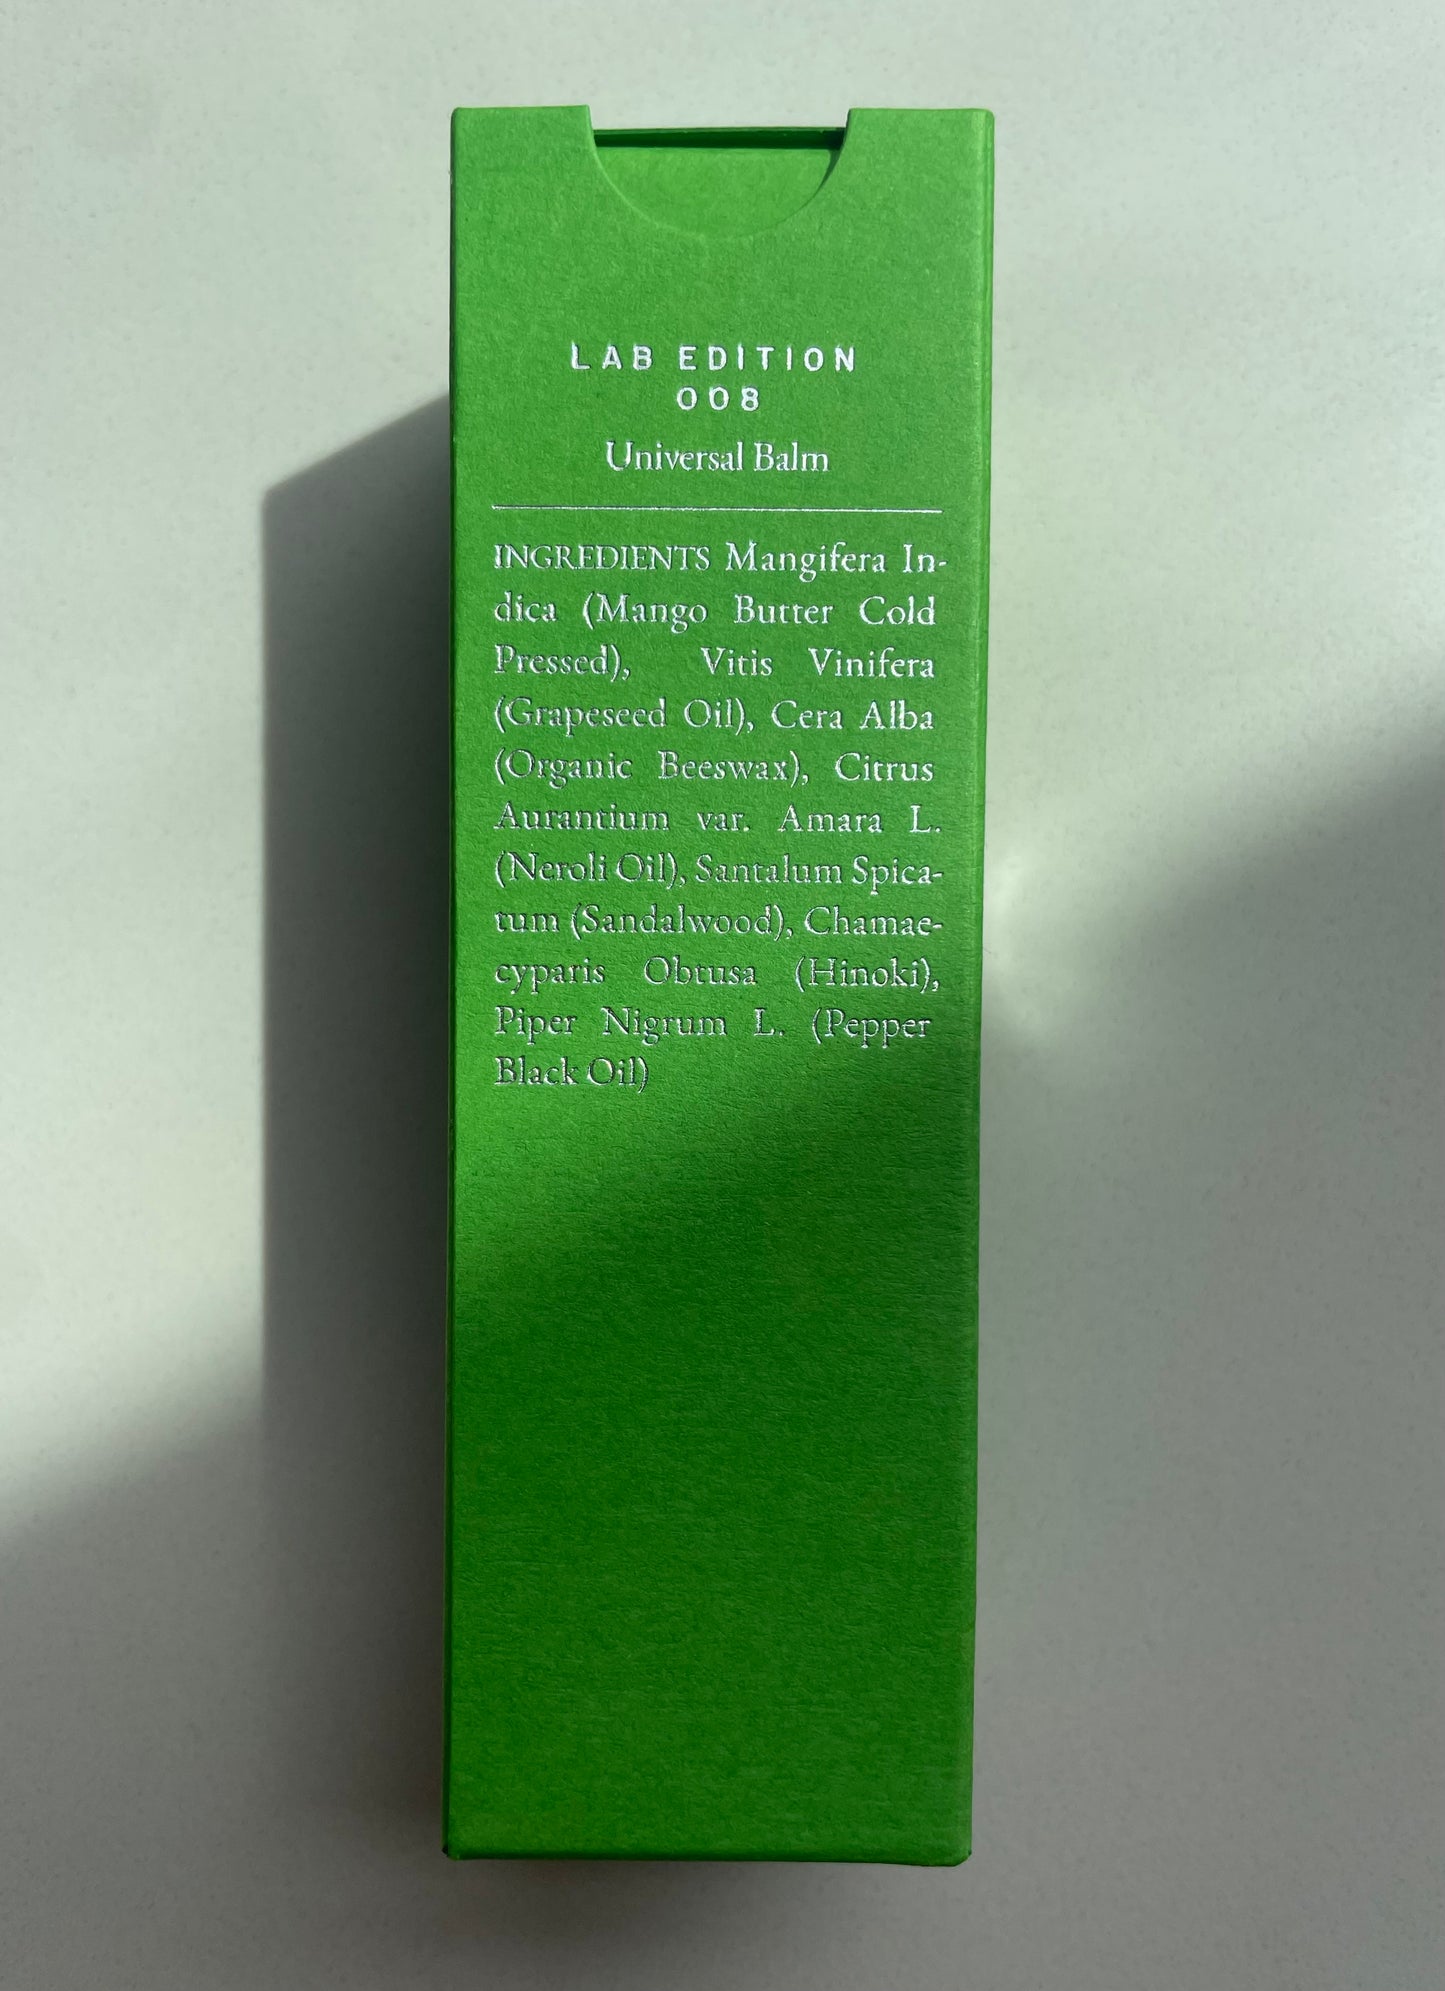 LAB EDITION
008
Universal Balm
INGREDIENTS Mangifera In-
dica (Mango Butter Cold
Pressed), Vitis Vinifera
(Grapeseed Oil), Cera Alba
(Organic Beeswax), Citrus
Aurantium var. Amara L.
(Neroli Oil), Santalum Spica-
tum (Sandalwood), Chamae-
cyparis Obtusa (Hinoki),
Piper Nigrum L. (Pepper
Black Oil)